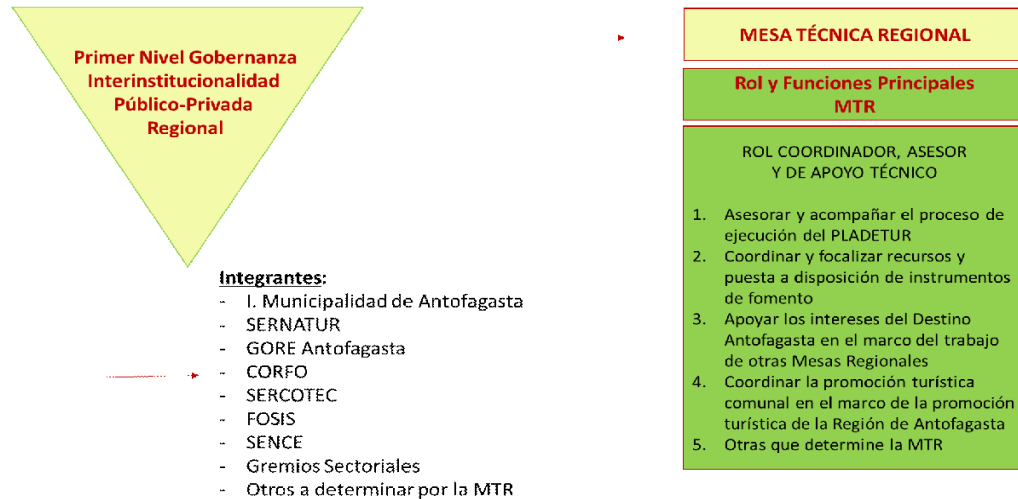 Primer Nivel Gobernanza
Interinstitucionalidad
Público-Privada
Regional
Integrantes:
- I. Municipalidad de Antofagasta
- SERNATUR
- GORE Antofagasta
- CORFO
- SERCOTEC
- FOSIS
- SENCE
- Gremios Sectoriales
- Otros a determinar por la MTR
MESA TÉCNICA REGIONAL
Rol y Funciones Principales
MTR
ROL COORDINADOR, ASESOR
Y DE APOYO TÉCNICO
1. Asesorar y acompañar el proceso de
ejecución del PLADETUR
2. Coordinar y focalizar recursos y
puesta a disposición de instrumentos
de fomento
3. Apoyar los intereses del Destino
Antofagasta en el marco del trabajo
de otras Mesas Regionales
4. Coordinar la promoción turística
comunal en el marco de la promoción
turística de la Región de Antofagasta
5. Otras que determine la MTR